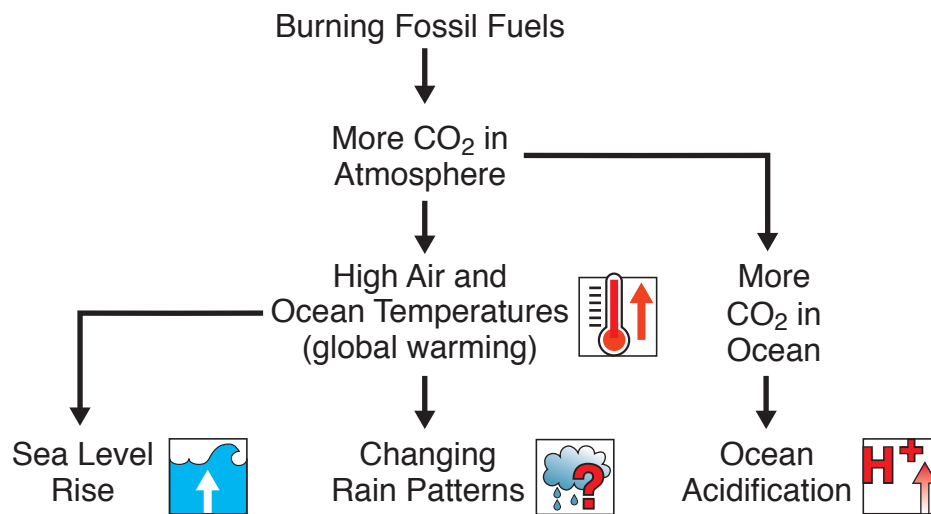 Burning Fossil Fuels
More CO₂ in
Atmosphere
High Air and
Ocean Temperatures
(global warming)
More
CO₂ in
Ocean
Sea Level
Rise
Changing
Rain Patterns
?
Ocean
Acidification
H⁺